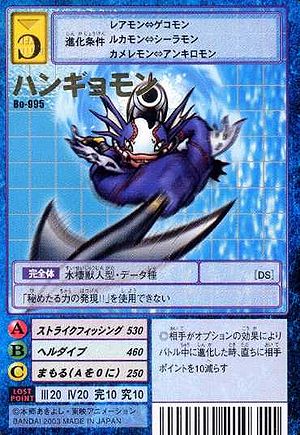 レアモン⇔ゲコモン
進化条件
ルカモン⇔シーラモン
カメレモン⇔アンキロモン
ハンギョモン
Bo-995
完全体
水棲獣人型・データ種
[DS]
「秘めたる力の発現!!」を使用できない
A ストライクフィッシング 530
B ヘルダイブ 460
C まもる(Aを0に) 250
◎相手がオプションの効果により
バトル中に進化した時、直ちに相手
ポイントを10減らす
LOST POINT
III20 IV20 完10 究10
©本郷あきよし・東映アニメーション
BANDAI 2003 MADE IN JAPAN